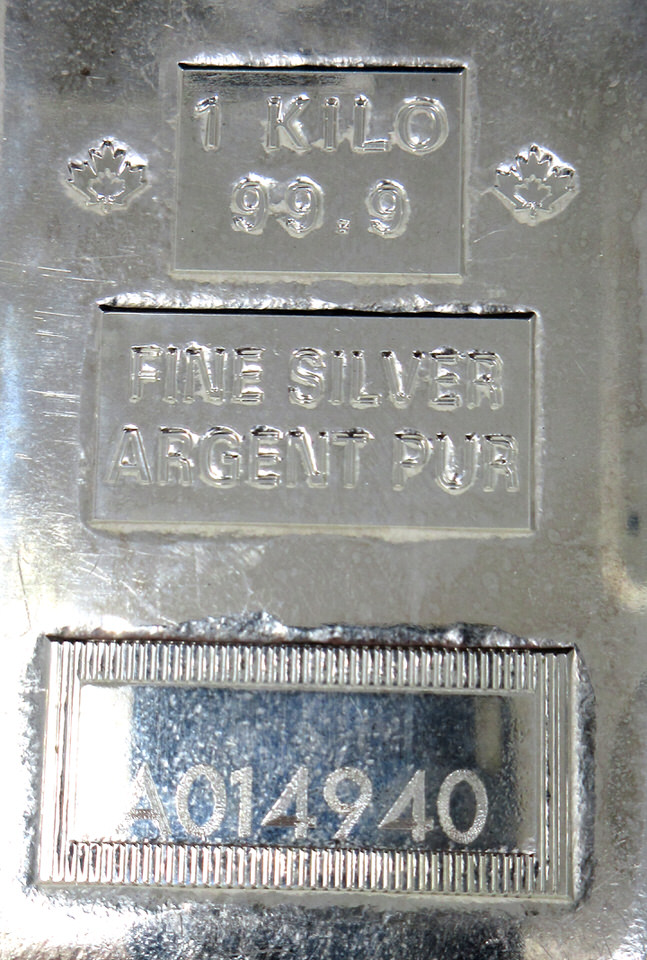 1 KILO
99.9
FINE SILVER
ARGENT PUR
A014940